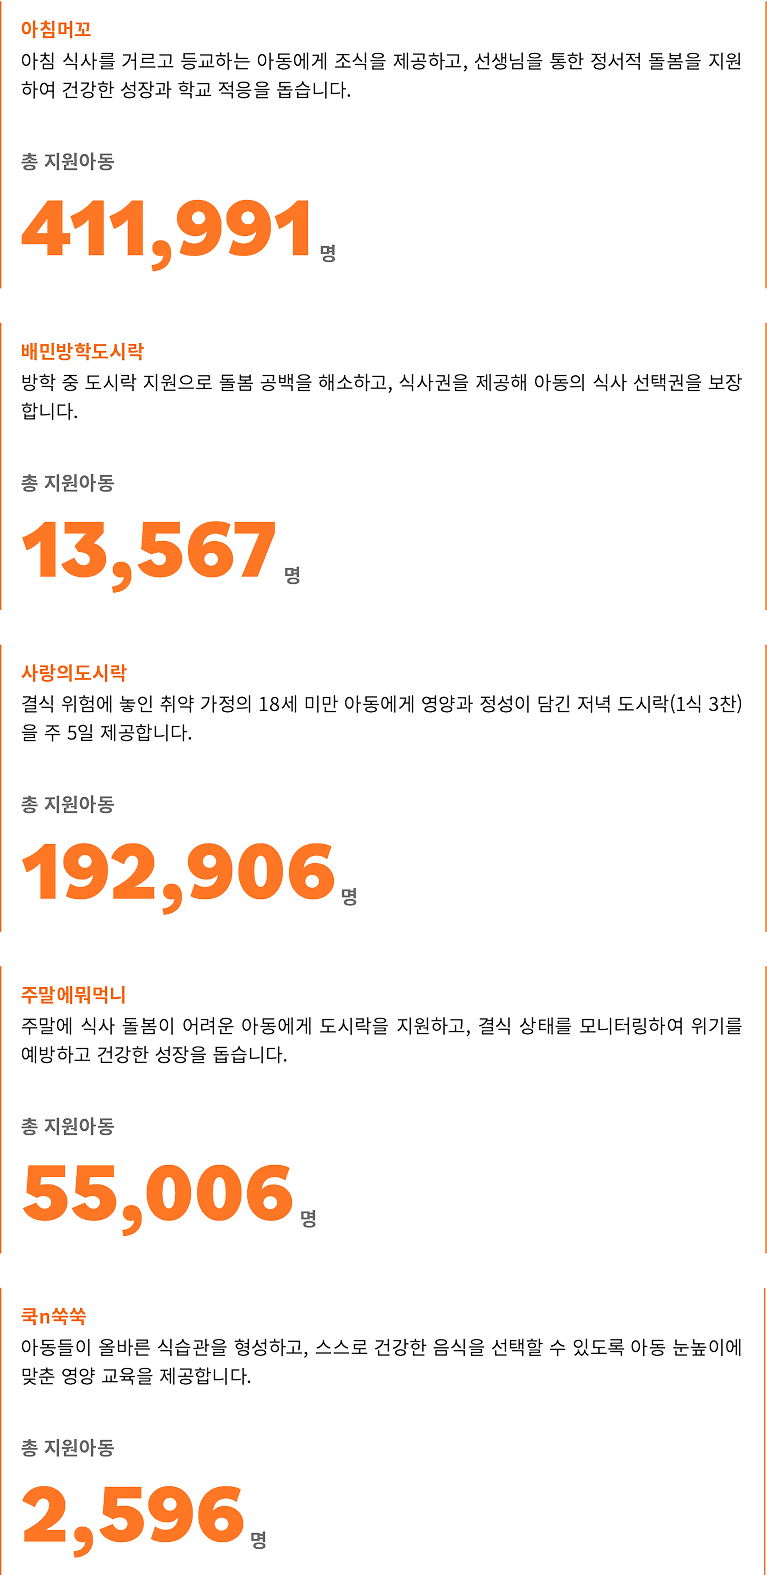 아침머꼬
아침 식사를 거르고 등교하는 아동에게 조식을 제공하고, 선생님을 통한 정서적 돌봄을 지원
하여 건강한 성장과 학교 적응을 돕습니다.
총 지원아동
411,991 명
배민방학도시락
방학 중 도시락 지원으로 돌봄 공백을 해소하고, 식사권을 제공해 아동의 식사 선택권을 보장
합니다.
총 지원아동
13,567 명
사랑의도시락
결식 위험에 놓인 취약 가정의 18세 미만 아동에게 영양과 정성이 담긴 저녁 도시락(1식 3찬)
을 주 5일 제공합니다.
총 지원아동
192,906 명
주말에뭐먹니
주말에 식사 돌봄이 어려운 아동에게 도시락을 지원하고, 결식 상태를 모니터링하여 위기를
예방하고 건강한 성장을 돕습니다.
총 지원아동
55,006 명
쿡n쑥쑥
아동들이 올바른 식습관을 형성하고, 스스로 건강한 음식을 선택할 수 있도록 아동 눈높이에
맞춘 영양 교육을 제공합니다.
총 지원아동
2,596 명